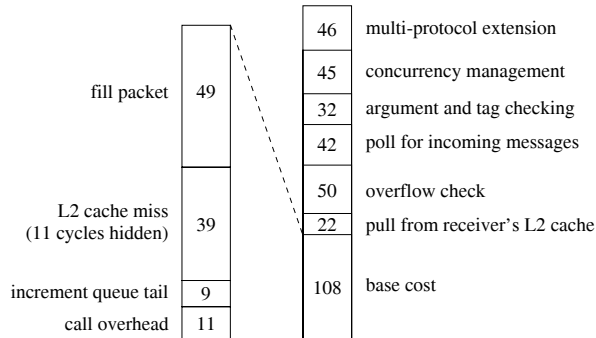 46 multi-protocol extension
45 concurrency management
fill packet 49
32 argument and tag checking
42 poll for incoming messages
50 overflow check
L2 cache miss
(11 cycles hidden) 39
22 pull from receiver's L2 cache
increment queue tail 9
108 base cost
call overhead 11